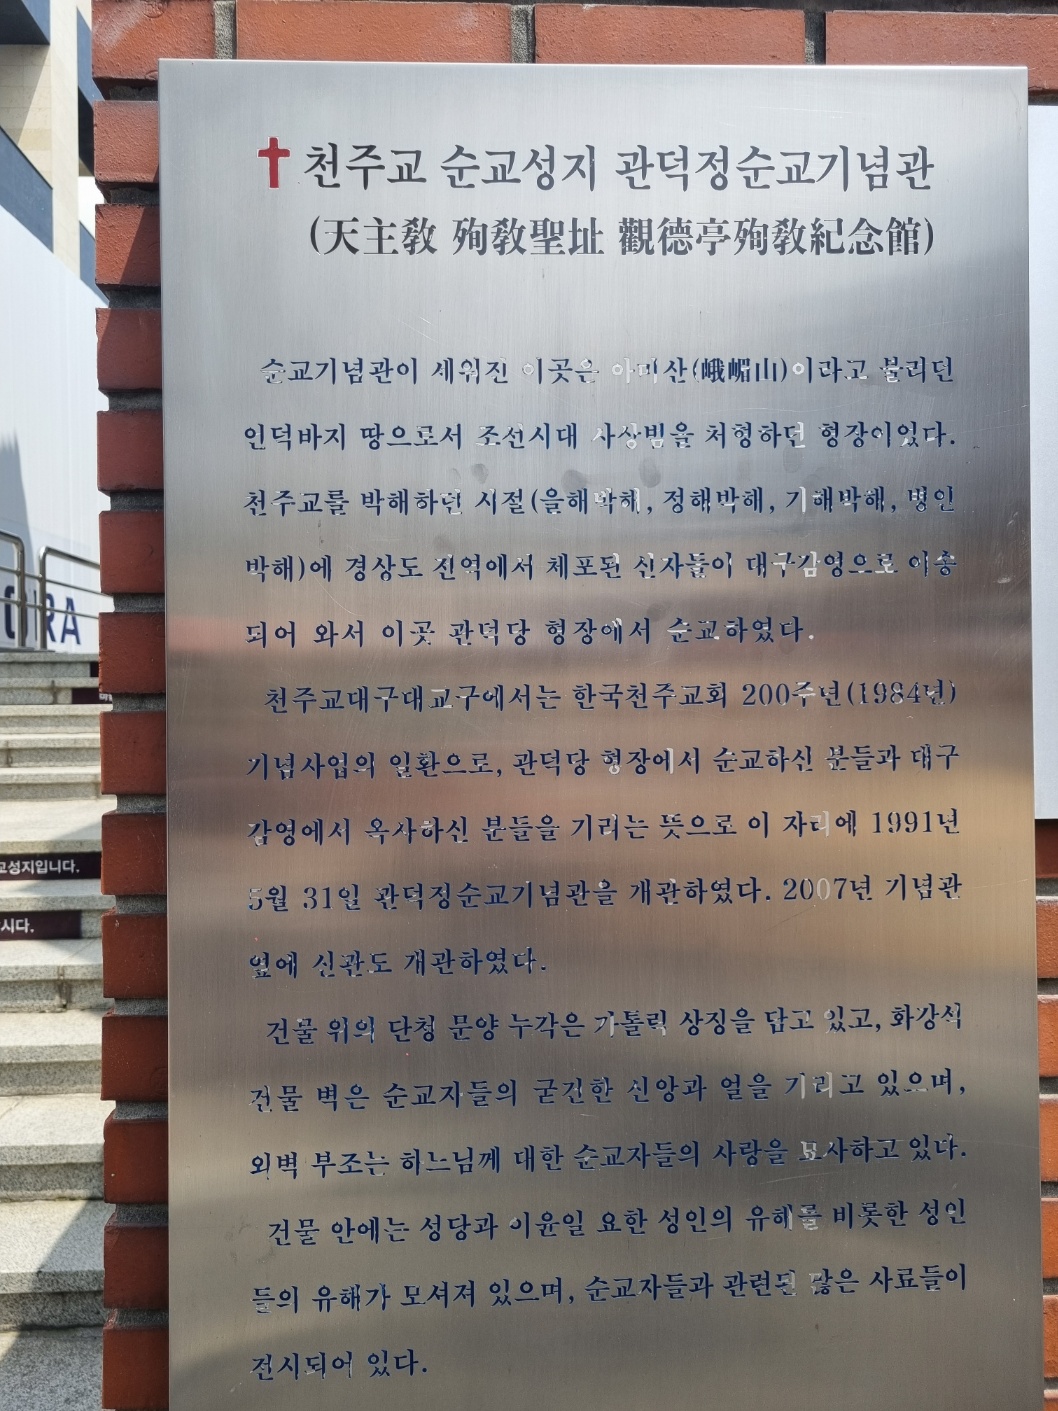 ✝천주교 순교성지 관덕정순교기념관
(天主敎 殉敎聖址 觀德亭殉敎紀念館)
순교기념관이 세워진 이곳은 아미산(峨嵋山)이라고 불리던
인덕바지 땅으로서 조선시대 사상범을 처형하던 형장이있다.
천주교를 박해하던 시절(을해박해, 정해박해, 기해박해, 병인
박해)에 경상도 전역에서 체포된 신자들이 대구감영으로 이송
되어 와서 이곳 관덕당 형장에서 순교하였다.
천주교대구대교구에서는 한국천주교회 200주년(1984년)
기념사업의 일환으로, 관덕당 형장에서 순교하신 분들과 대구
감영에서 옥사하신 분들을 기리는 뜻으로 이 자리에 1991년
5월 31일 관덕정순교기념관을 개관하였다. 2007년 기념관
옆에 신관도 개관하였다.
건물 위의 단청 문양 누각은 가톨릭 상징을 담고 있고, 화강석
건물 벽은 순교자들의 굳건한 신앙과 얼을 기리고 있으며,
외벽 부조는 하느님께 대한 순교자들의 사랑을 묘사하고 있다.
건물 안에는 성당과 이윤일 요한 성인의 유해를 비롯한 성인
들의 유해가 모셔져 있으며, 순교자들과 관련된 많은 사료들이
전시되어 있다.
교성지입니다.
시다.